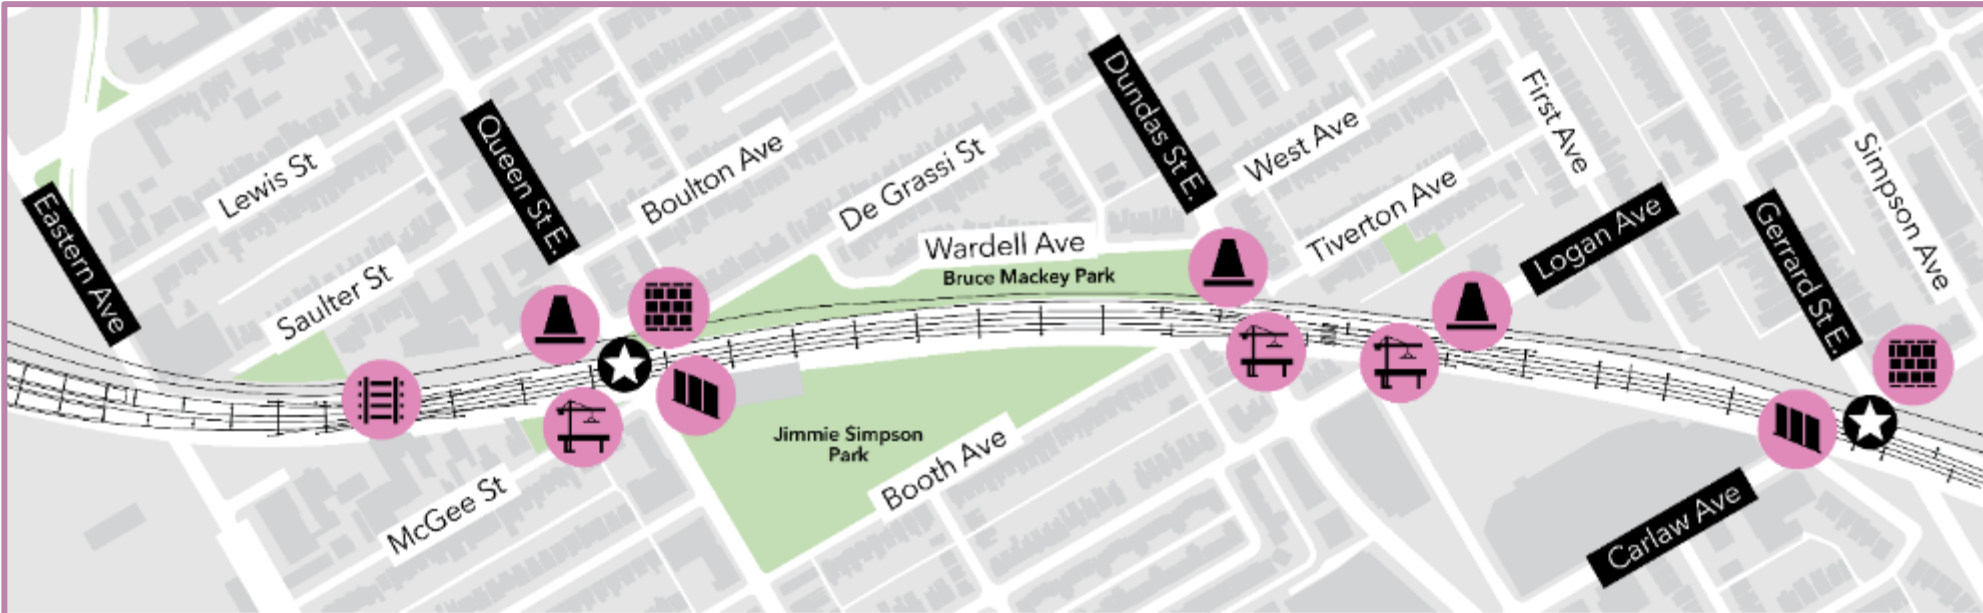 Eastern Ave
Lewis St
Saulter St
McGee St
Queen St E.
Boulton Ave
De Grassi St
Wardell Ave
Bruce Mackey Park
Jimmie Simpson
Park
Booth Ave
Dundas St E.
West Ave
Tiverton Ave
First Ave
Logan Ave
Gerrard St E.
Simpson Ave
Carlaw Ave